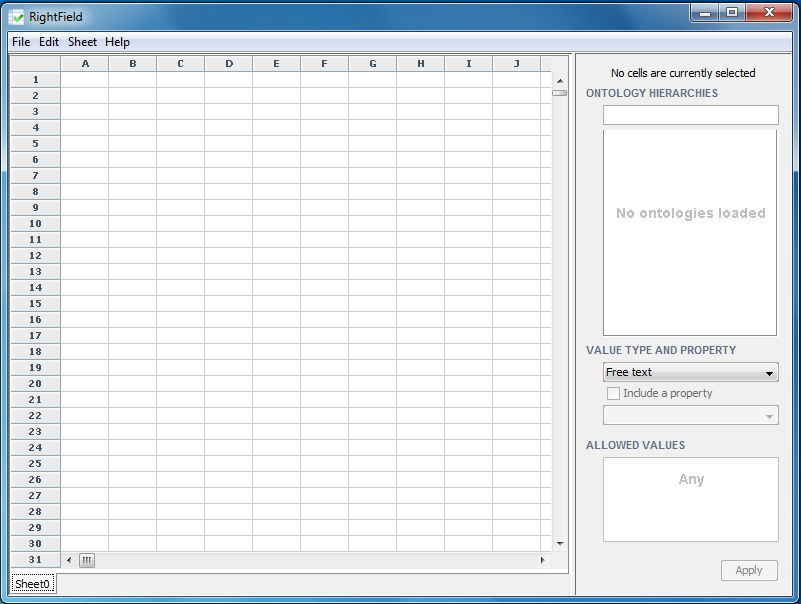 RightField
File Edit Sheet Help
A B C D E F G H I J
1
2
3
4
5
6
7
8
9
10
11
12
13
14
15
16
17
18
19
20
21
22
23
24
25
26
27
28
29
30
31
Sheet0
No cells are currently selected
ONTOLOGY HIERARCHIES
No ontologies loaded
VALUE TYPE AND PROPERTY
Free text
Include a property
ALLOWED VALUES
Any
Apply